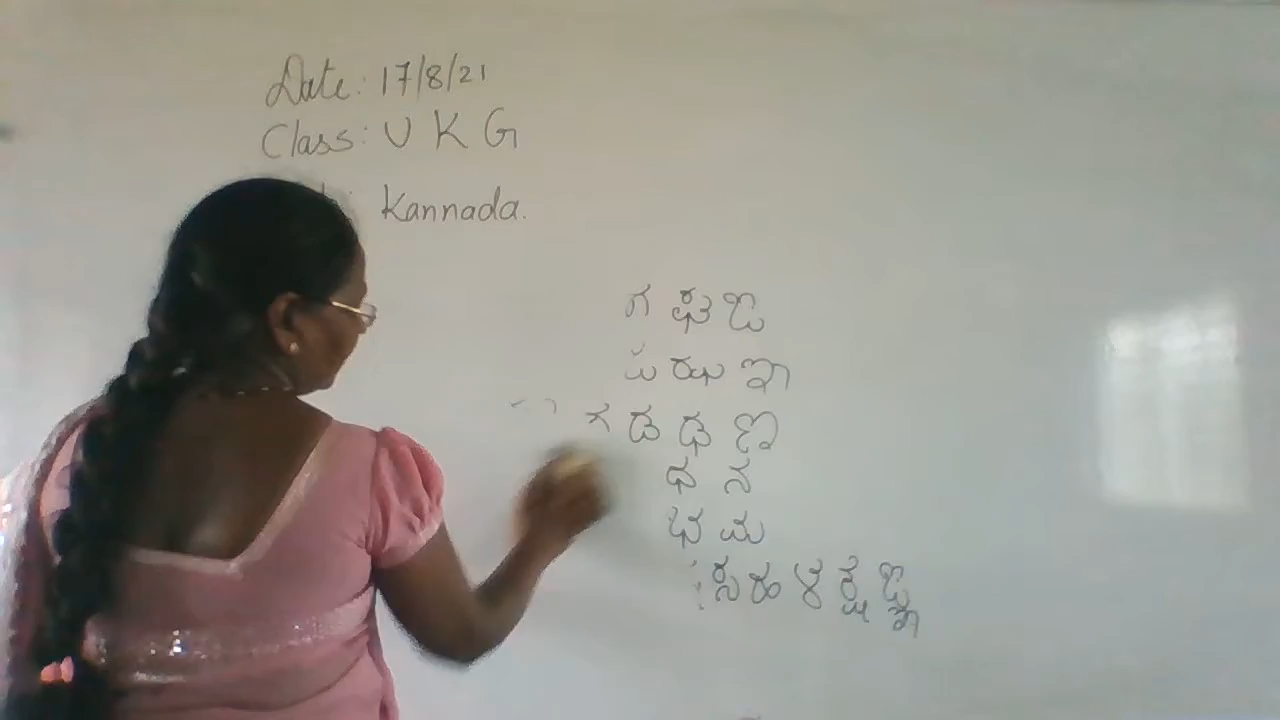 Date: 17/8/21
Class: U K G
Kannada.
ಗ ಘ ಙ
ಝ ಞ
ಡ ಢ ಣ
ಧ ನ
ಭ ಮ
ಸ ಹ ಳ ಕ್ಷ ಜ್ಞ